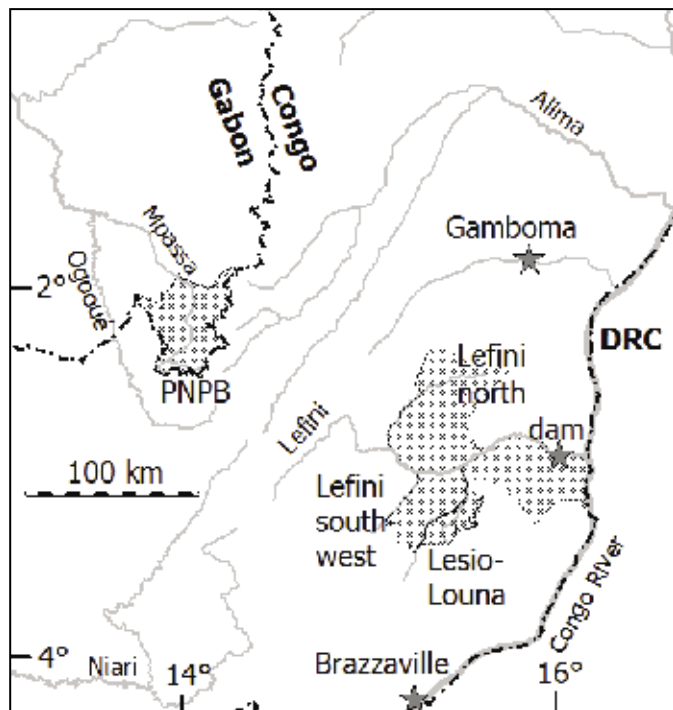 Gabon
Congo
Alima
Mpassa
Ogooué
Gamboma
2°
DRC
PNPB
Lefini
north
Lefini
dam
100 km
Lefini
south
west
Lesio-
Louna
Congo River
4°
Niari
14°
Brazzaville
16°